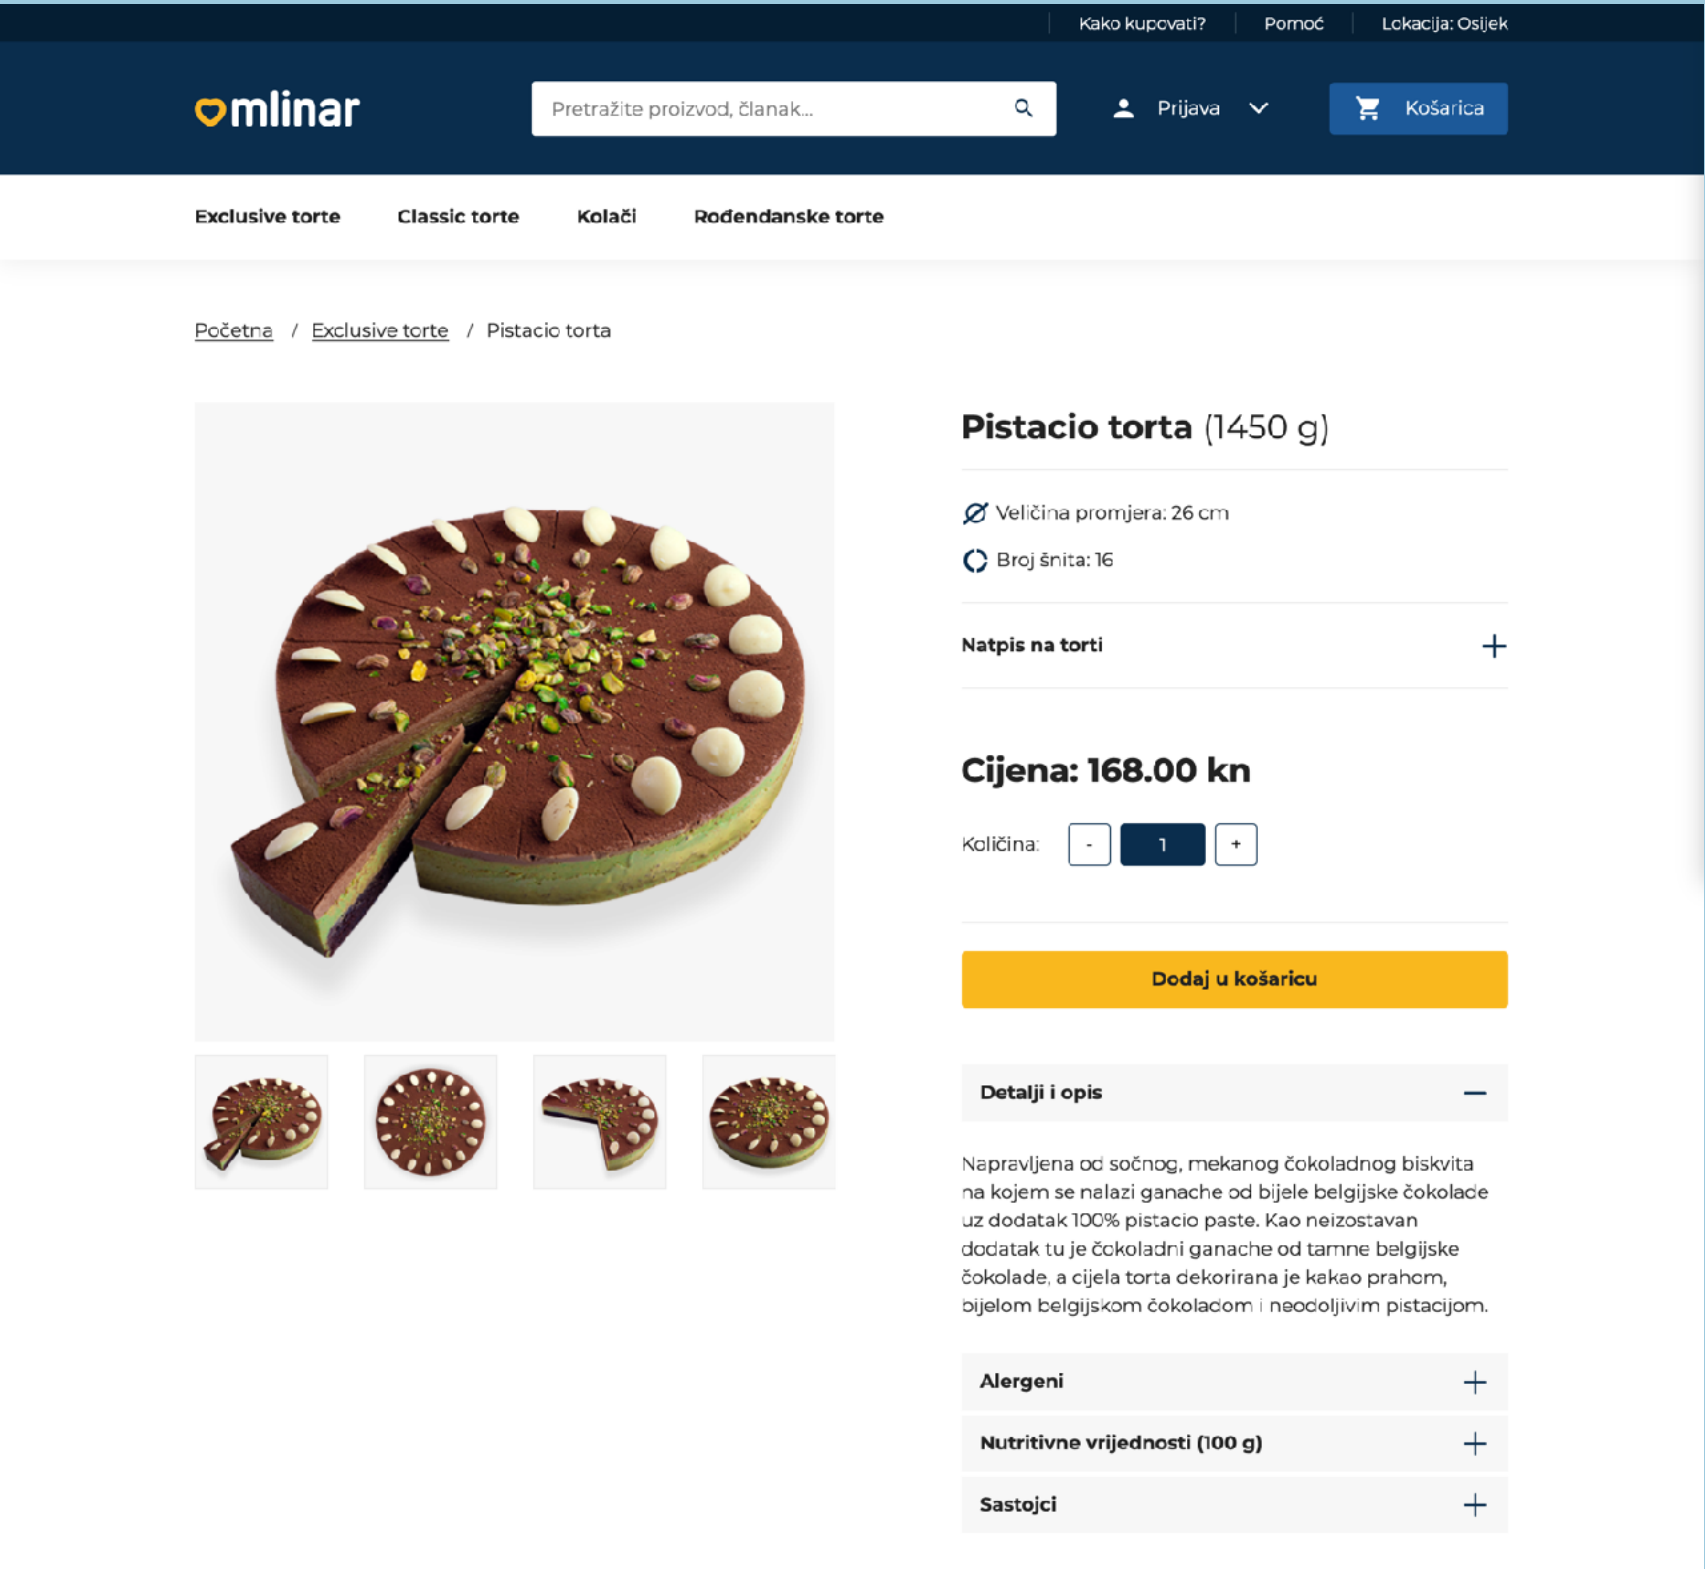 Kako kupovati? Pomoć Lokacija: Osijek
mlinar
Pretražite proizvod, članak...
Prijava
Košarica
Exclusive torte Classic torte Kolači Rođendanske torte
Početna / Exclusive torte / Pistacio torta
Pistacio torta (1450 g)
Veličina promjera: 26 cm
Broj šnita: 16
Natpis na torti
Cijena: 168.00 kn
Količina: - 1 +
Dodaj u košaricu
Detalji i opis
Napravljena od sočnog, mekanog čokoladnog biskvita
na kojem se nalazi ganache od bijele belgijske čokolade
uz dodatak 100% pistacio paste. Kao neizostavan
dodatak tu je čokoladni ganache od tamne belgijske
čokolade, a cijela torta dekorirana je kakao prahom,
bijelom belgijskom čokoladom i neodoljivim pistacijom.
Alergeni
Nutritivne vrijednosti (100 g)
Sastojci